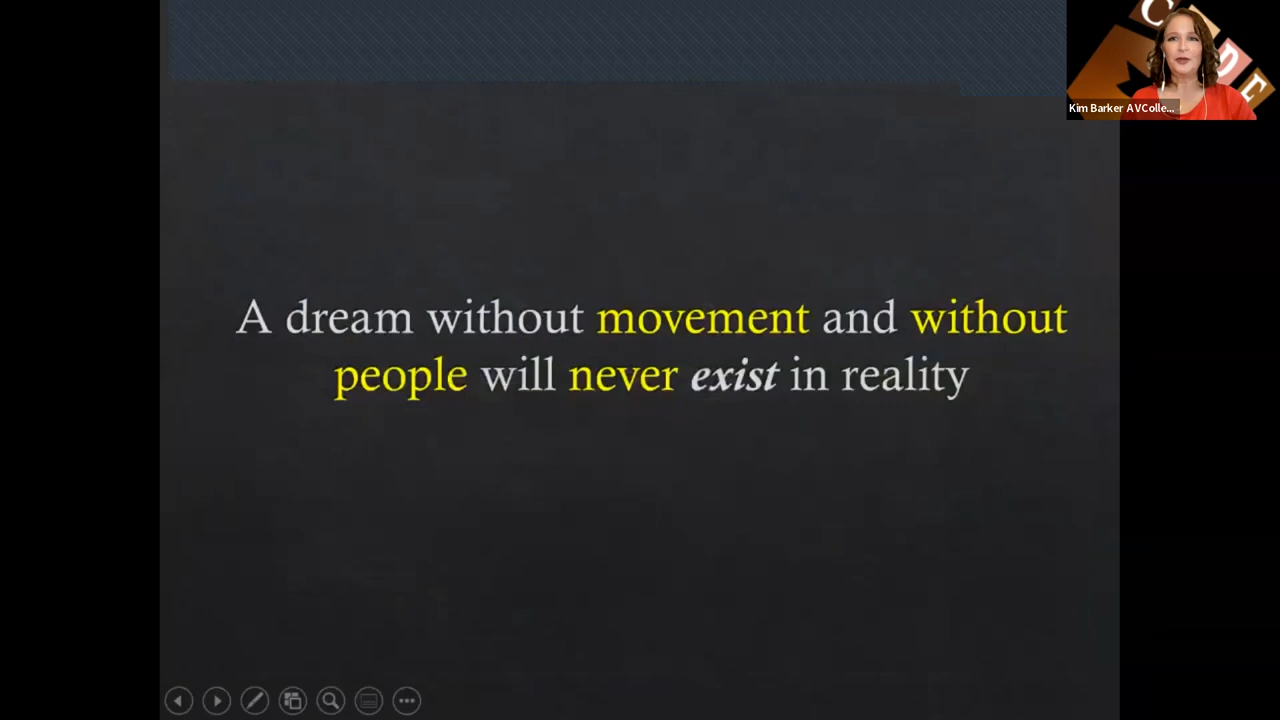 A dream without movement and without
people will never exist in reality
Kim Barker AVColle...
C
D
E